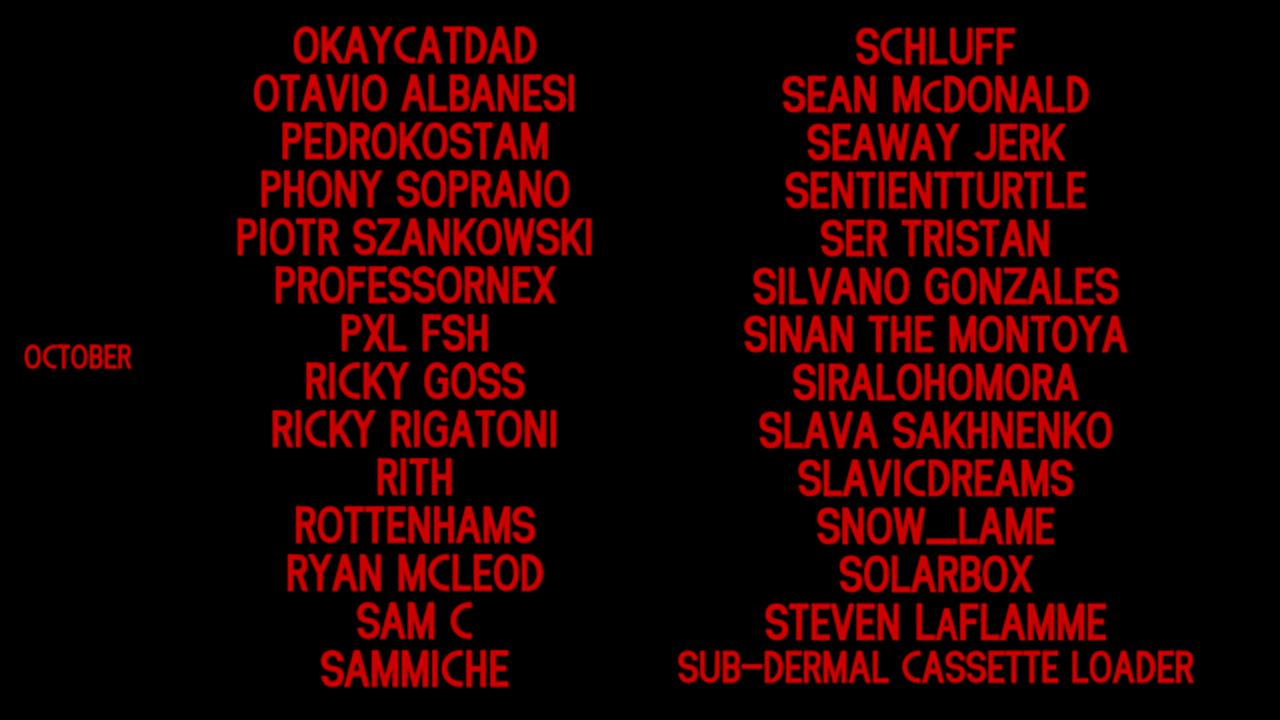 OCTOBER
OKAYCATDAD
OTAVIO ALBANESI
PEDROKOSTAM
PHONY SOPRANO
PIOTR SZANKOWSKI
PROFESSORNEX
PXL FSH
RICKY GOSS
RICKY RIGATONI
RITH
ROTTENHAMS
RYAN MCLEOD
SAM C
SAMMICHE
SCHLUFF
SEAN McDONALD
SEAWAY JERK
SENTIENTTURTLE
SER TRISTAN
SILVANO GONZALES
SINAN THE MONTOYA
SIRALOHOMORA
SLAVA SAKHNENKO
SLAVICDREAMS
SNOW_LAME
SOLARBOX
STEVEN LaFLAMME
SUB-DERMAL CASSETTE LOADER